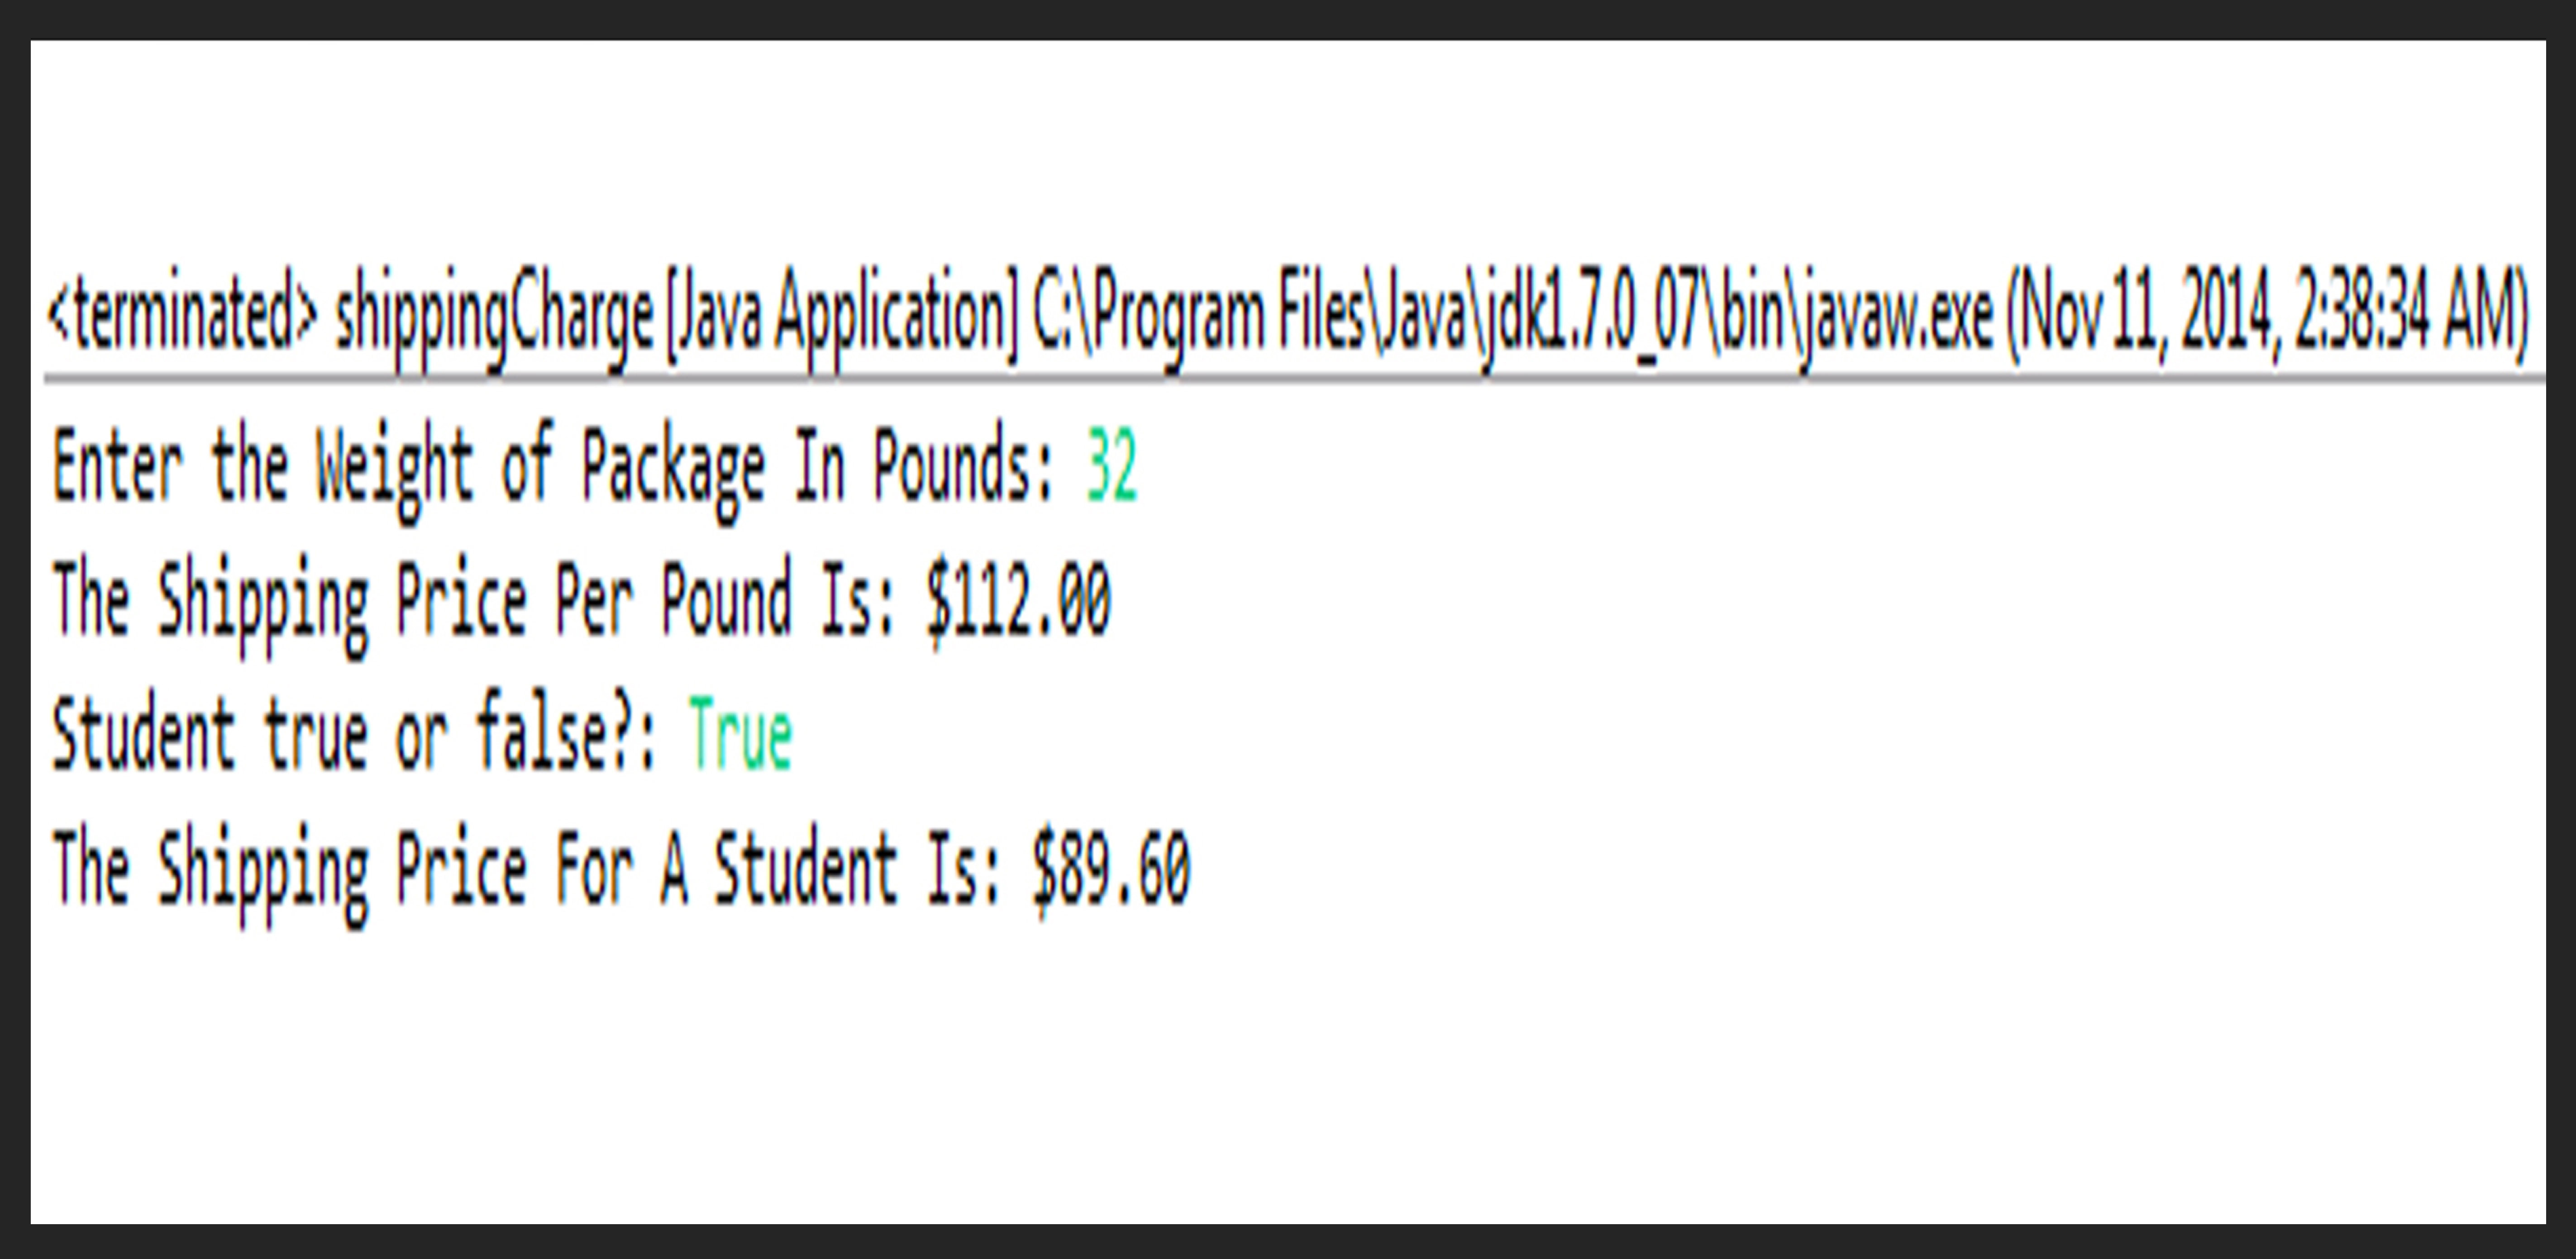 <terminated> shippingCharge [Java Application] C:\Program Files\Java\jdk1.7.0_07\bin\javaw.exe (Nov 11, 2014, 2:38:34 AM)
Enter the Weight of Package In Pounds: 32
The Shipping Price Per Pound Is: $112.00
Student true or false?: True
The Shipping Price For A Student Is: $89.60